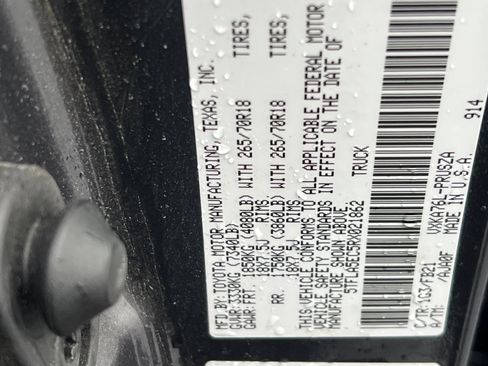 MFD.BY: TOYOTA MOTOR MANUFACTURING, TEXAS, INC.
GVWR:3330KG (7340LB)
GAWR:FRT. 1850KG (4080LB) WITH 265/70R18 TIRES,
18X7.5J RIMS
RR. 1750KG (3860LB) WITH 265/70R18 TIRES,
18X7.5J RIMS
THIS VEHICLE CONFORMS TO ALL APPLICABLE FEDERAL MOTOR
VEHICLE SAFETY STANDARDS IN EFFECT ON THE DATE OF
MANUFACTURE SHOWN ABOVE.
5TFLA5EC5RX021862 TRUCK
C/TR:1G3/FB21 VXKA76L-PRUSZA
A/TM: /AJA0F MADE IN U.S.A.
914